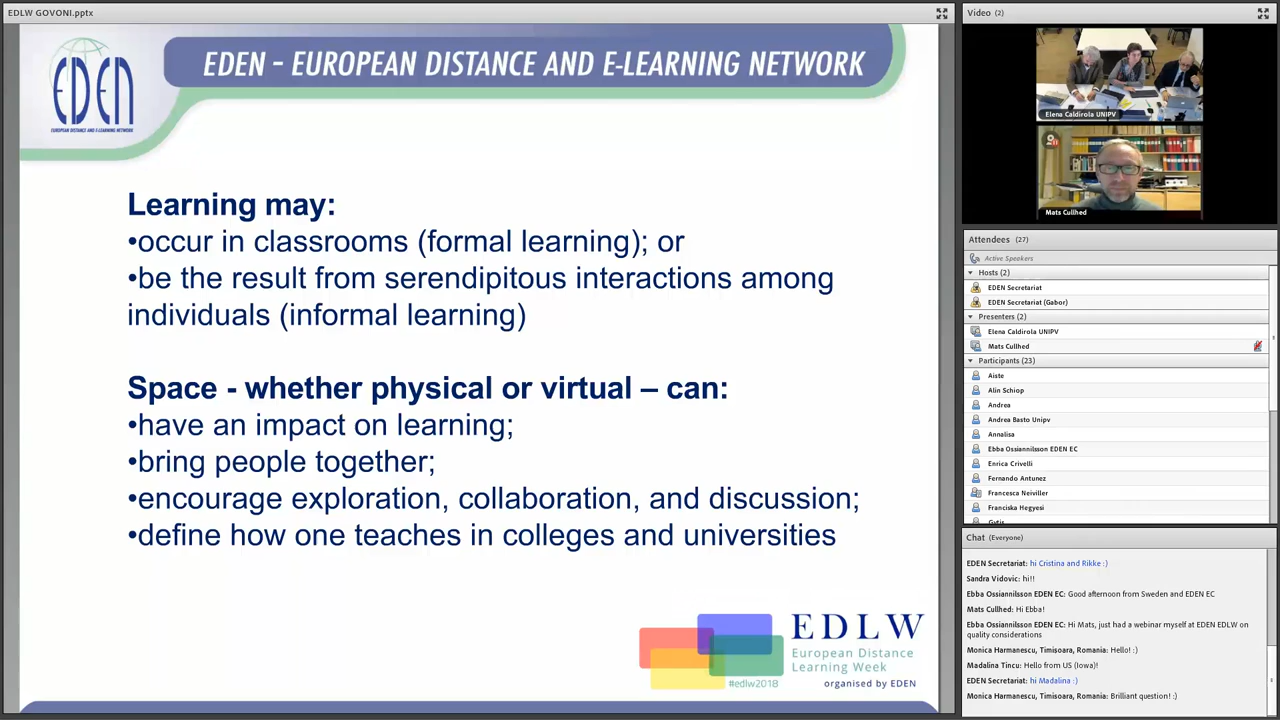 EDLW GOVONI.pptx
EDEN
EUROPEAN DISTANCE AND E-LEARNING NETWORK
EDEN - EUROPEAN DISTANCE AND E-LEARNING NETWORK
Learning may:
•occur in classrooms (formal learning); or
•be the result from serendipitous interactions among
individuals (informal learning)
Space - whether physical or virtual – can:
•have an impact on learning;
•bring people together;
•encourage exploration, collaboration, and discussion;
•define how one teaches in colleges and universities
EDLW
European Distance
Learning Week
#edlw2018
organised by EDEN
Video (2)
Elena Caldirola UNIPV
Mats Cullhed
Attendees (27)
Active Speakers
Hosts (2)
EDEN Secretariat
EDEN Secretariat (Gabor)
Presenters (2)
Elena Caldirola UNIPV
Mats Cullhed
Participants (23)
Aiste
Alin Schiop
Andrea
Andrea Basto Unipv
Annalisa
Ebba Ossiannilsson EDEN EC
Enrica Crivelli
Fernando Antunez
Francesca Neiviller
Franciska Hegyesi
Gytis
Chat (Everyone)
EDEN Secretariat: hi Cristina and Rikke :)
Sandra Vidovic: hi!!
Ebba Ossiannilsson EDEN EC: Good afternoon from Sweden and EDEN EC
Mats Cullhed: Hi Ebba!
Ebba Ossiannilsson EDEN EC: Hi Mats, just had a webinar myself at EDEN EDLW on
quality considerations
Monica Harmanescu, Timisoara, Romania: Hello! :)
Madalina Tincu: Hello from US (Iowa)!
EDEN Secretariat: hi Madalina :)
Monica Harmanescu, Timisoara, Romania: Brilliant question! :)